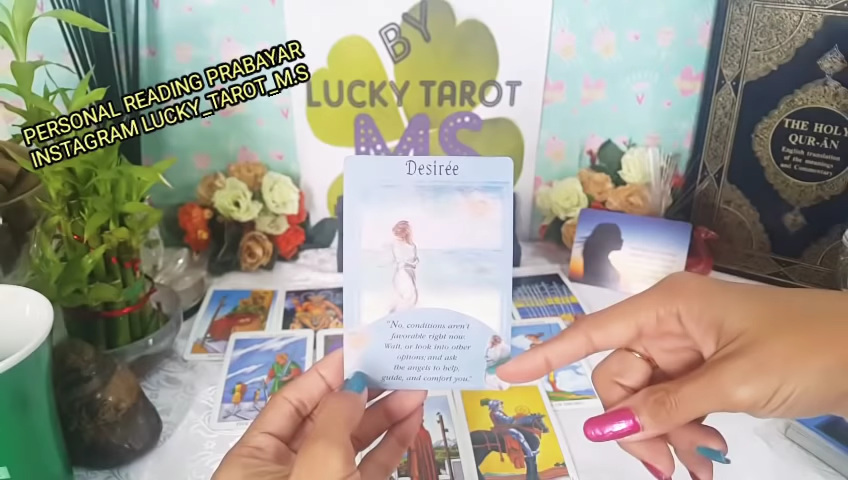 PERSONAL READING PRABAYAR
INSTAGRAM LUCKY_TAROT_M.S
BY
LUCKY TAROT
MS
Desirée
"No, conditions aren't
favorable right now.
Wait, or look into other
options, and ask
the angels to help,
guide, and comfort you."
THE HOLY
QUR-ÁN
English translation
of the meanings
and Commentary